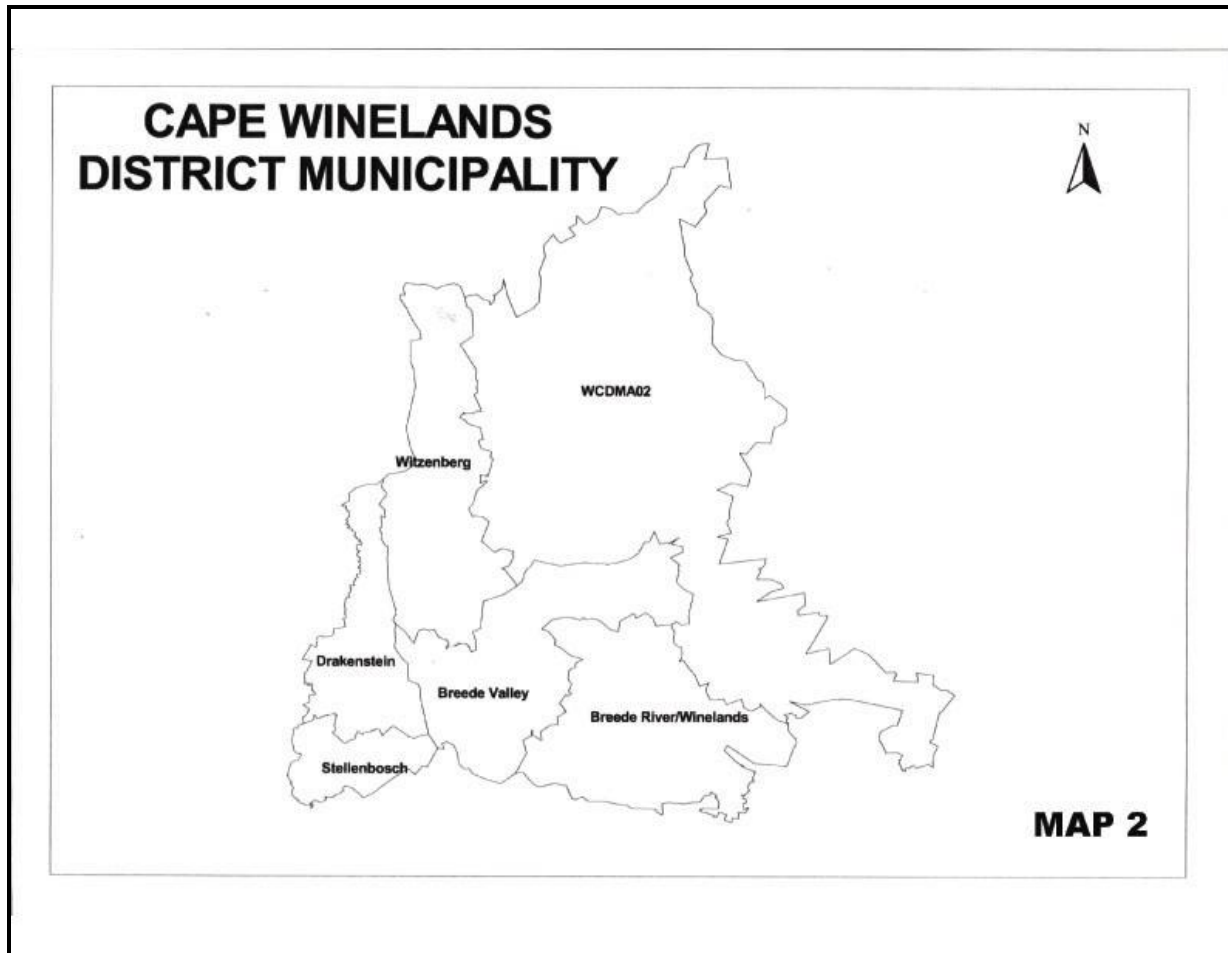 CAPE WINELANDS
DISTRICT MUNICIPALITY
N
WCDMA02
Witzenberg
Drakenstein
Breede Valley
Breede River/Winelands
Stellenbosch
MAP 2